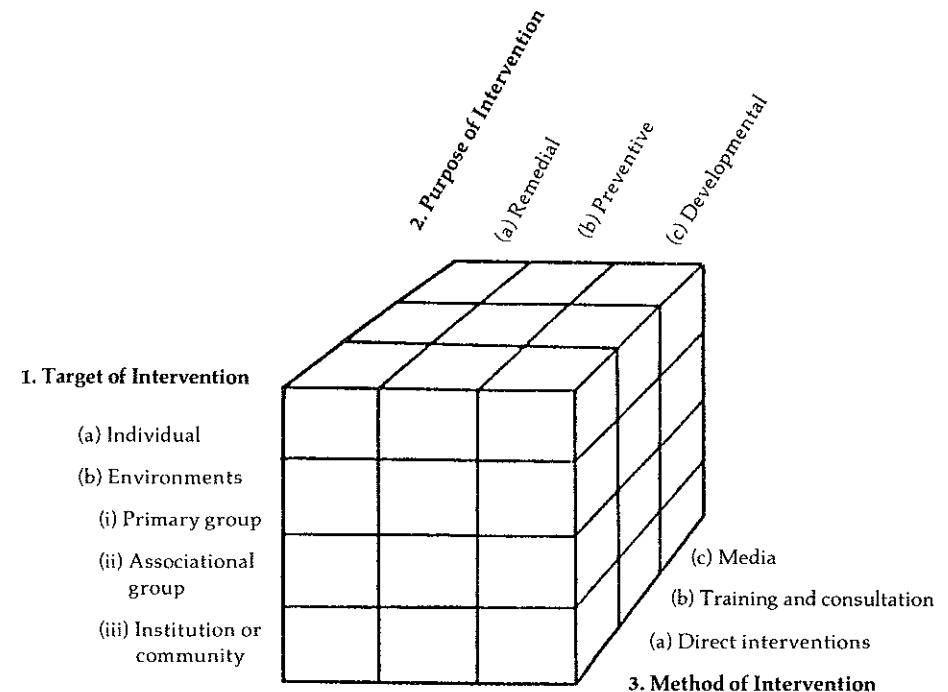 2. Purpose of Intervention
(a) Remedial
(b) Preventive
(c) Developmental
1. Target of Intervention
(a) Individual
(b) Environments
(i) Primary group
(ii) Associational
group
(iii) Institution or
community
(c) Media
(b) Training and consultation
(a) Direct interventions
3. Method of Intervention